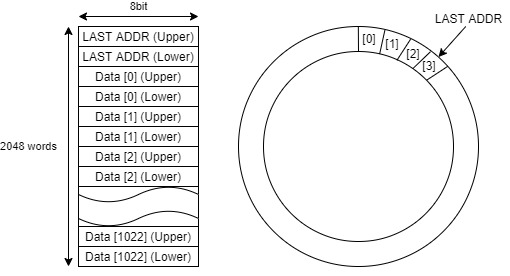 8bit
LAST ADDR (Upper)
LAST ADDR (Lower)
Data [0] (Upper)
Data [0] (Lower)
Data [1] (Upper)
Data [1] (Lower)
Data [2] (Upper)
Data [2] (Lower)
Data [1022] (Upper)
Data [1022] (Lower)
2048 words
LAST ADDR
[0]
[1]
[2]
[3]